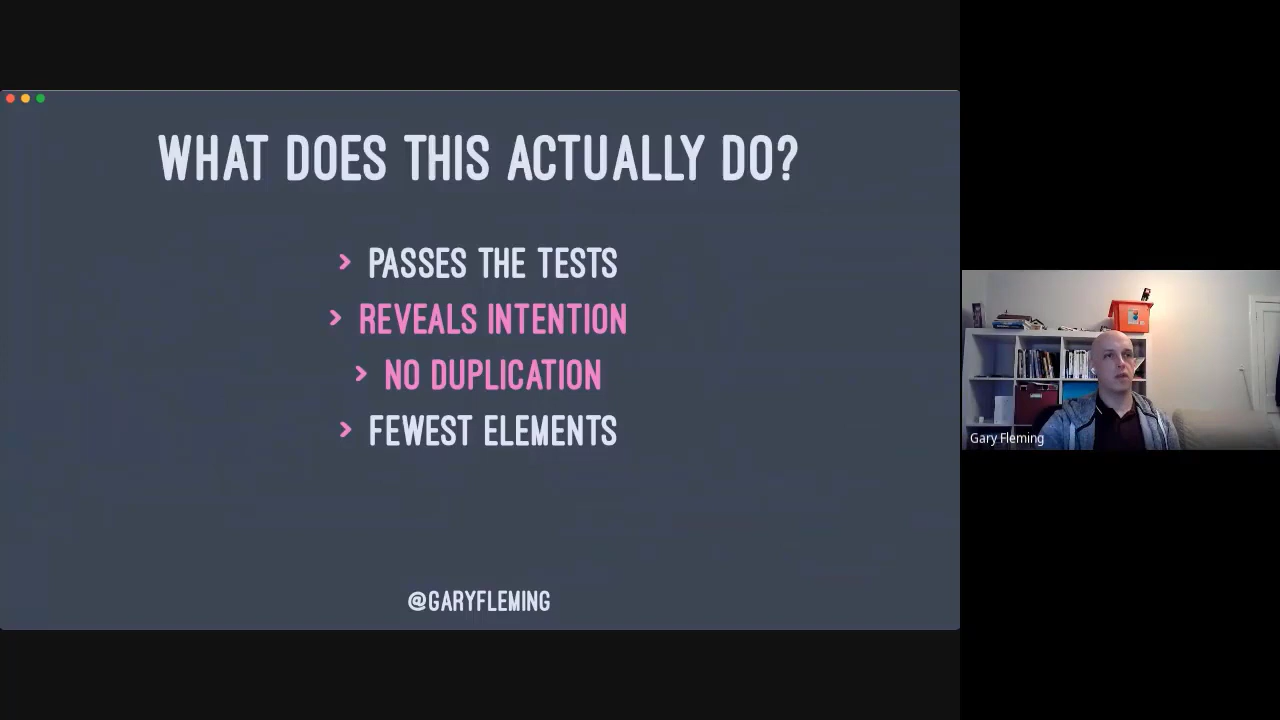 WHAT DOES THIS ACTUALLY DO?
> PASSES THE TESTS
> REVEALS INTENTION
> NO DUPLICATION
> FEWEST ELEMENTS
@GARYFLEMING
Gary Fleming